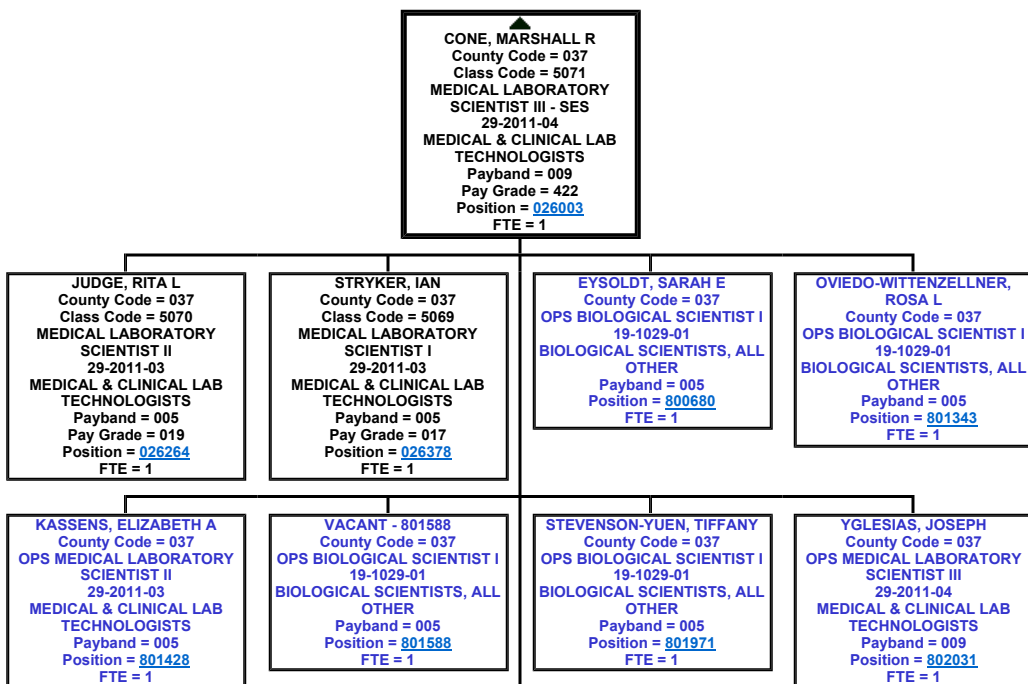 CONE, MARSHALL R
County Code = 037
Class Code = 5071
MEDICAL LABORATORY
SCIENTIST III - SES
29-2011-04
MEDICAL & CLINICAL LAB
TECHNOLOGISTS
Payband = 009
Pay Grade = 422
Position = 026003
FTE = 1
JUDGE, RITA L
County Code = 037
Class Code = 5070
MEDICAL LABORATORY
SCIENTIST II
29-2011-03
MEDICAL & CLINICAL LAB
TECHNOLOGISTS
Payband = 005
Pay Grade = 019
Position = 026264
FTE = 1
STRYKER, IAN
County Code = 037
Class Code = 5069
MEDICAL LABORATORY
SCIENTIST I
29-2011-03
MEDICAL & CLINICAL LAB
TECHNOLOGISTS
Payband = 005
Pay Grade = 017
Position = 026378
FTE = 1
EYSOLDT, SARAH E
County Code = 037
OPS BIOLOGICAL SCIENTIST I
19-1029-01
BIOLOGICAL SCIENTISTS, ALL
OTHER
Payband = 005
Position = 800680
FTE = 1
OVIEDO-WITTENZELLNER,
ROSA L
County Code = 037
OPS BIOLOGICAL SCIENTIST I
19-1029-01
BIOLOGICAL SCIENTISTS, ALL
OTHER
Payband = 005
Position = 801343
FTE = 1
KASSENS, ELIZABETH A
County Code = 037
OPS MEDICAL LABORATORY
SCIENTIST II
29-2011-03
MEDICAL & CLINICAL LAB
TECHNOLOGISTS
Payband = 005
Position = 801428
FTE = 1
VACANT - 801588
County Code = 037
OPS BIOLOGICAL SCIENTIST I
19-1029-01
BIOLOGICAL SCIENTISTS, ALL
OTHER
Payband = 005
Position = 801588
FTE = 1
STEVENSON-YUEN, TIFFANY
County Code = 037
OPS BIOLOGICAL SCIENTIST I
19-1029-01
BIOLOGICAL SCIENTISTS, ALL
OTHER
Payband = 005
Position = 801971
FTE = 1
YGLESIAS, JOSEPH
County Code = 037
OPS MEDICAL LABORATORY
SCIENTIST III
29-2011-04
MEDICAL & CLINICAL LAB
TECHNOLOGISTS
Payband = 009
Position = 802031
FTE = 1